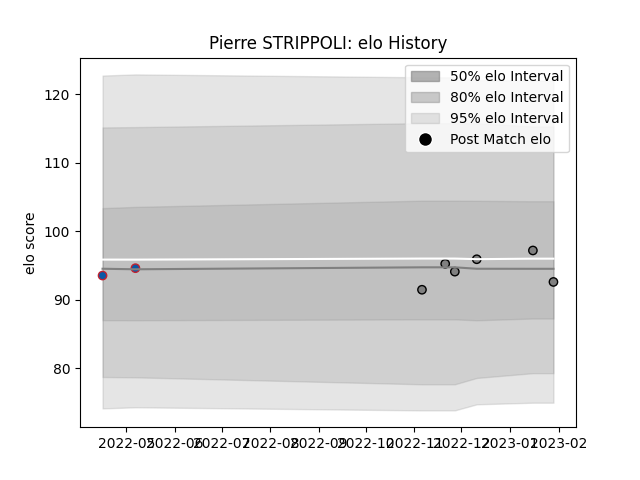 Pierre STRIPPOLI: elo History
50% elo Interval
80% elo Interval
95% elo Interval
Post Match elo
elo score
120
110
100
90
80
2022-05 2022-06 2022-07 2022-08 2022-09 2022-10 2022-11 2022-12 2023-01 2023-02